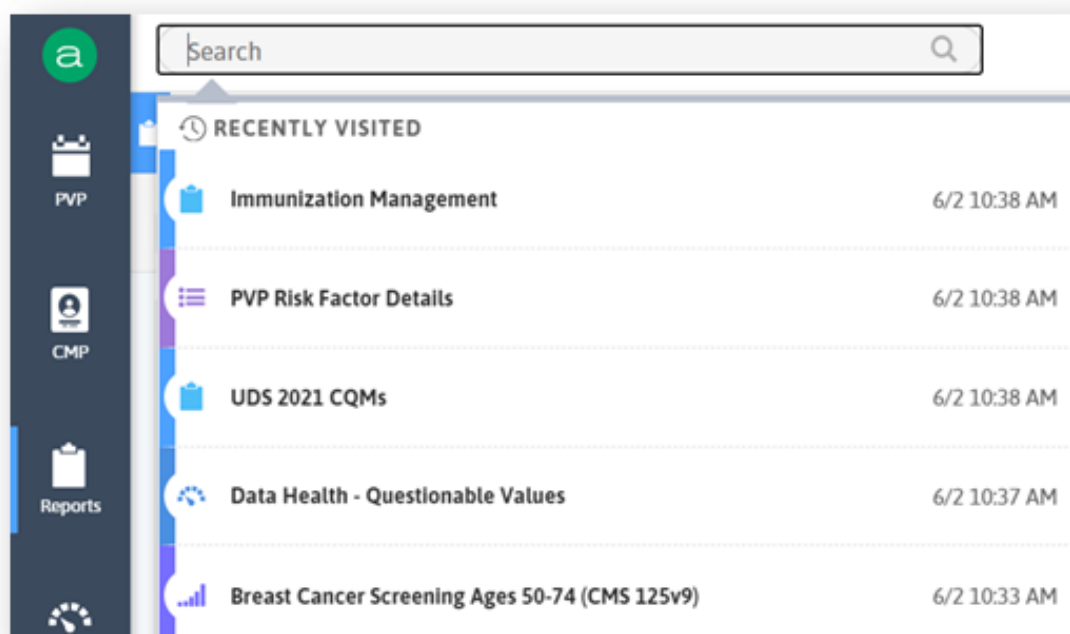 a
Search
RECENTLY VISITED
PVP
Immunization Management 6/2 10:38 AM
PVP Risk Factor Details 6/2 10:38 AM
CMP
UDS 2021 CQMs 6/2 10:38 AM
Reports
Data Health - Questionable Values 6/2 10:37 AM
Breast Cancer Screening Ages 50-74 (CMS 125v9) 6/2 10:33 AM